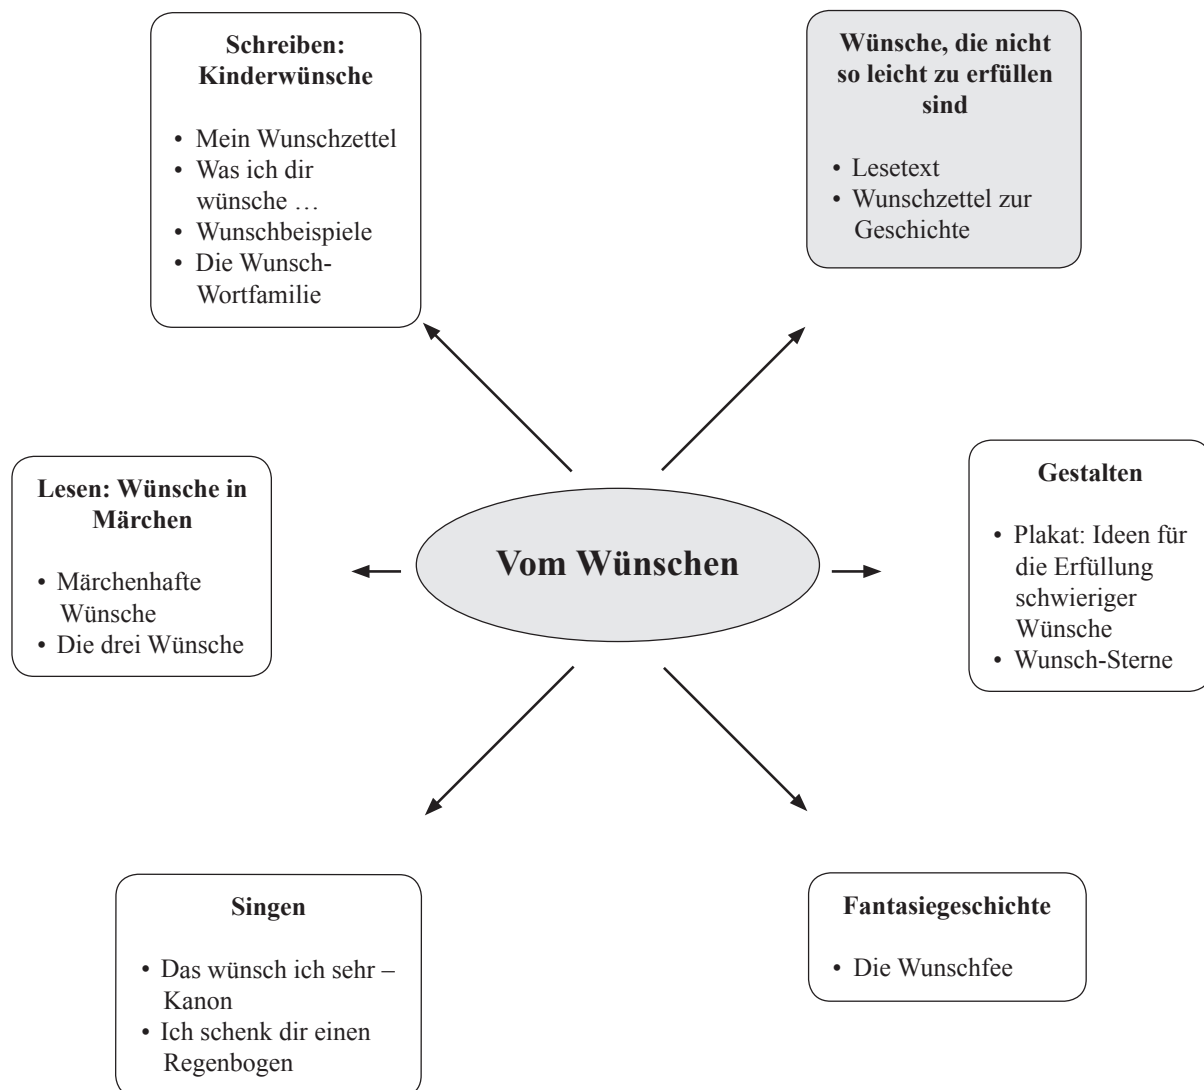 Schreiben:
Kinderwünsche
• Mein Wunschzettel
• Was ich dir
wünsche …
• Wunschbeispiele
• Die Wunsch-
Wortfamilie
Wünsche, die nicht
so leicht zu erfüllen
sind
• Lesetext
• Wunschzettel zur
Geschichte
Lesen: Wünsche in
Märchen
• Märchenhafte
Wünsche
• Die drei Wünsche
Vom Wünschen
Gestalten
• Plakat: Ideen für
die Erfüllung
schwieriger
Wünsche
• Wunsch-Sterne
Singen
• Das wünsch ich sehr –
Kanon
• Ich schenk dir einen
Regenbogen
Fantasiegeschichte
• Die Wunschfee